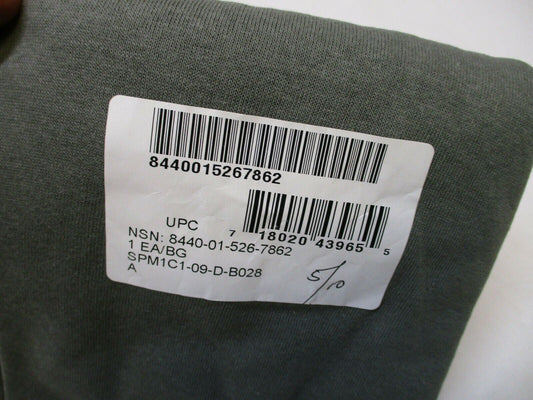 8440015267862
UPC 7 18020 43965 5
NSN: 8440-01-526-7862
1 EA/BG
SPM1C1-09-D-B028
A
5/10